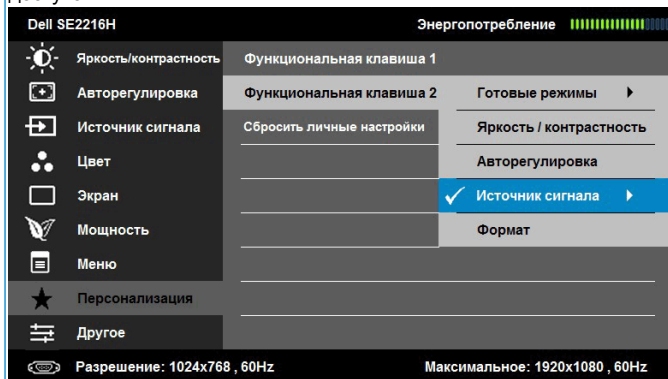 Dell SE2216H Энергопотребление
Яркость/контрастность Функциональная клавиша 1
Авторегулировка Функциональная клавиша 2 Готовые режимы
Источник сигнала Сбросить личные настройки Яркость / контрастность
Цвет Авторегулировка
Экран Источник сигнала
Мощность Формат
Меню
Персонализация
Другое
Разрешение: 1024x768 , 60Hz Максимальное: 1920x1080 , 60Hz